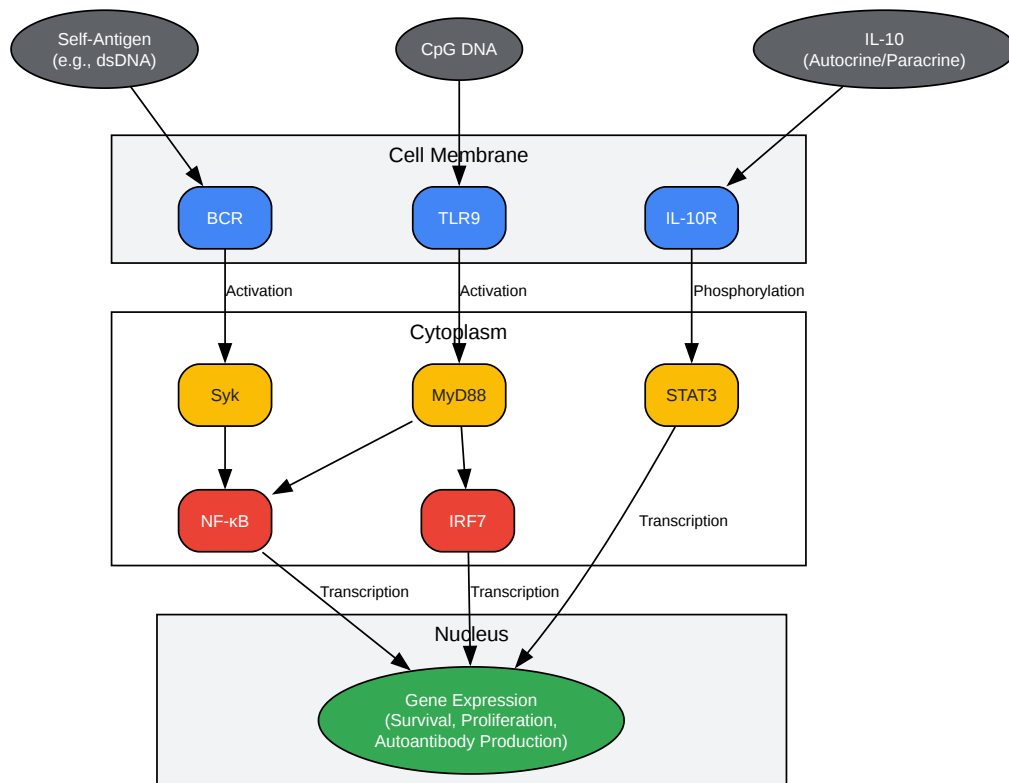 Self-Antigen
(e.g., dsDNA)
CpG DNA
IL-10
(Autocrine/Paracrine)
Cell Membrane
BCR
TLR9
IL-10R
Activation
Activation
Phosphorylation
Cytoplasm
Syk
MyD88
STAT3
NF-κB
IRF7
Transcription
Transcription
Transcription
Nucleus
Gene Expression
(Survival, Proliferation,
Autoantibody Production)